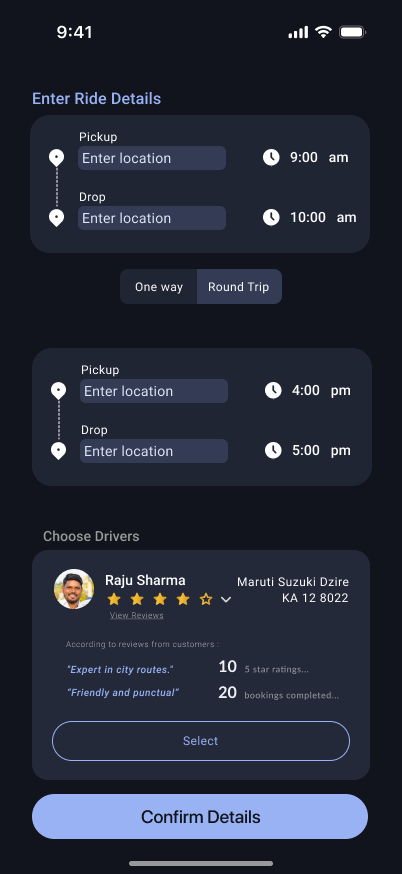 9:41
Enter Ride Details
Pickup
Enter location
9:00 am
Drop
Enter location
10:00 am
One way
Round Trip
Pickup
Enter location
4:00 pm
Drop
Enter location
5:00 pm
Choose Drivers
Raju Sharma
Maruti Suzuki Dzire
KA 12 8022
View Reviews
According to reviews from customers :
"Expert in city routes."
10 5 star ratings...
"Friendly and punctual"
20 bookings completed...
Select
Confirm Details